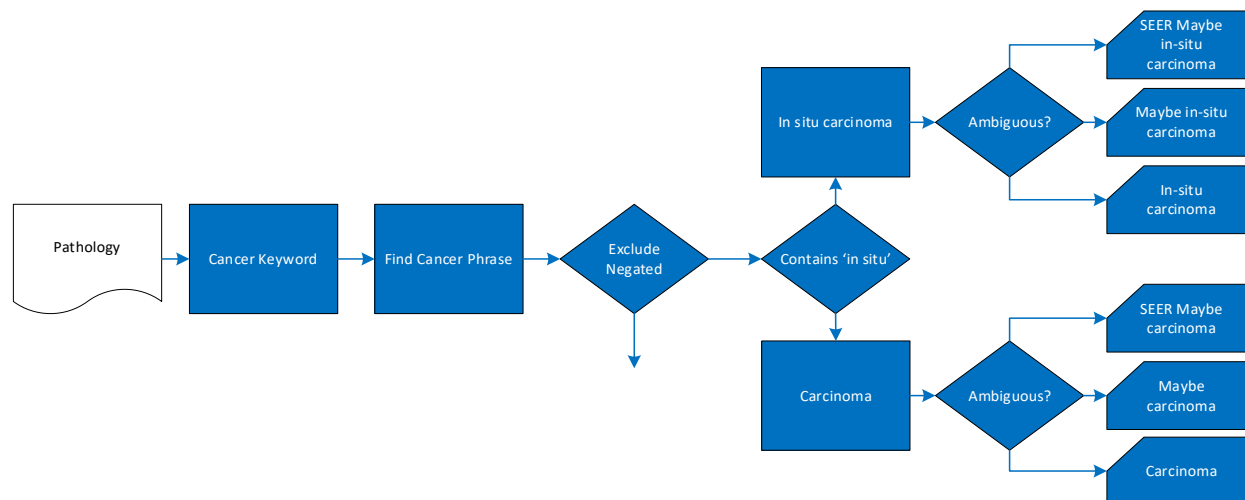 Pathology
Cancer Keyword
Find Cancer Phrase
Exclude
Negated
Contains ‘in situ’
In situ carcinoma
Ambiguous?
SEER Maybe
in-situ
carcinoma
Maybe in-situ
carcinoma
In-situ
carcinoma
Carcinoma
Ambiguous?
SEER Maybe
carcinoma
Maybe
carcinoma
Carcinoma